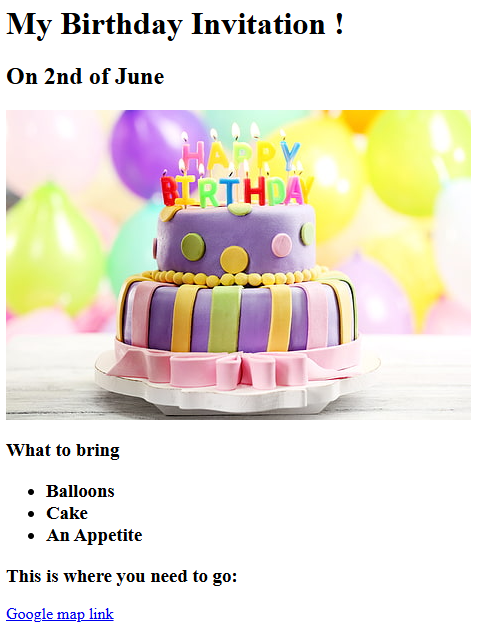 My Birthday Invitation !
On 2nd of June
HAPPY
BIRTHDAY
What to bring
Balloons
Cake
An Appetite
This is where you need to go:
Google map link